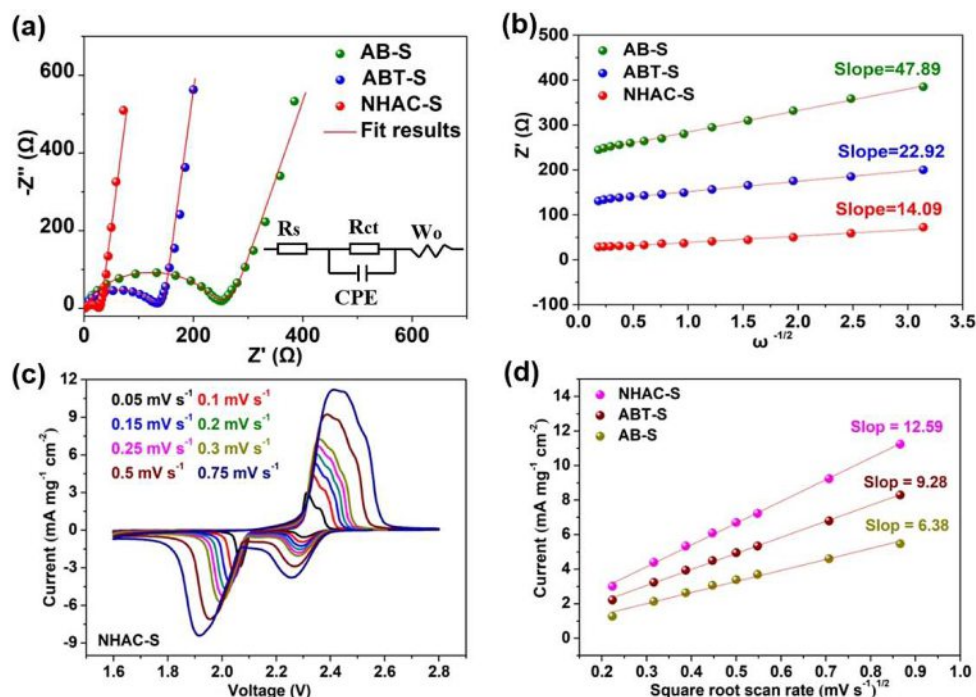 (a)
AB-S
ABT-S
NHAC-S
Fit results
-Z'' (Ω)
600
400
200
0
Rs
Rct
Wo
CPE
0 200 400 600
Z' (Ω)
(b)
AB-S
ABT-S
NHAC-S
Slope=47.89
Slope=22.92
Slope=14.09
Z' (Ω)
500
400
300
200
100
0
-100
0.0 0.5 1.0 1.5 2.0 2.5 3.0 3.5
ω -1/2
(c)
0.05 mV s-1 0.1 mV s-1
0.15 mV s-1 0.2 mV s-1
0.25 mV s-1 0.3 mV s-1
0.5 mV s-1 0.75 mV s-1
Current (mA mg-1 cm-2)
12
9
6
3
0
-3
-6
-9
NHAC-S
1.6 2.0 2.4 2.8
Voltage (V)
(d)
NHAC-S
ABT-S
AB-S
Slop = 12.59
Slop = 9.28
Slop = 6.38
Current (mA mg-1 cm-2)
14
12
10
8
6
4
2
0
0.2 0.3 0.4 0.5 0.6 0.7 0.8 0.9 1.0
Square root scan rate (mV s-1)1/2